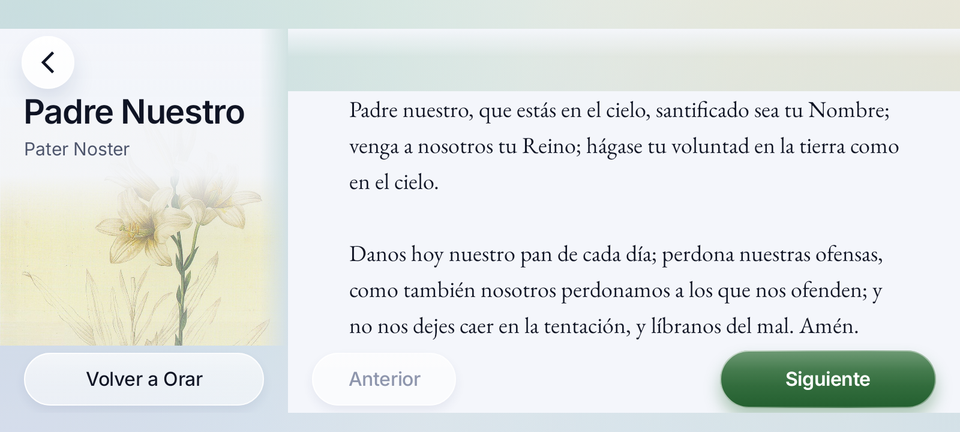 Padre Nuestro
Pater Noster
Volver a Orar
Padre nuestro, que estás en el cielo, santificado sea tu Nombre;
venga a nosotros tu Reino; hágase tu voluntad en la tierra como
en el cielo.
Danos hoy nuestro pan de cada día; perdona nuestras ofensas,
como también nosotros perdonamos a los que nos ofenden; y
no nos dejes caer en la tentación, y líbranos del mal. Amén.
Anterior
Siguiente